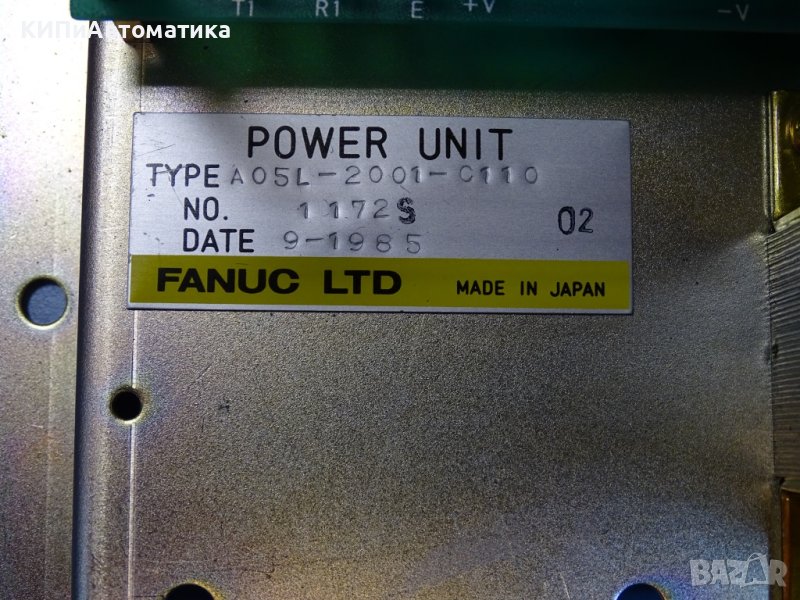 T1 R1 E +V -V
КИПиАвтоматика
POWER UNIT
TYPE A05L-2001-C110
NO. 1172S 02
DATE 9-1985
FANUC LTD MADE IN JAPAN
BAZAR